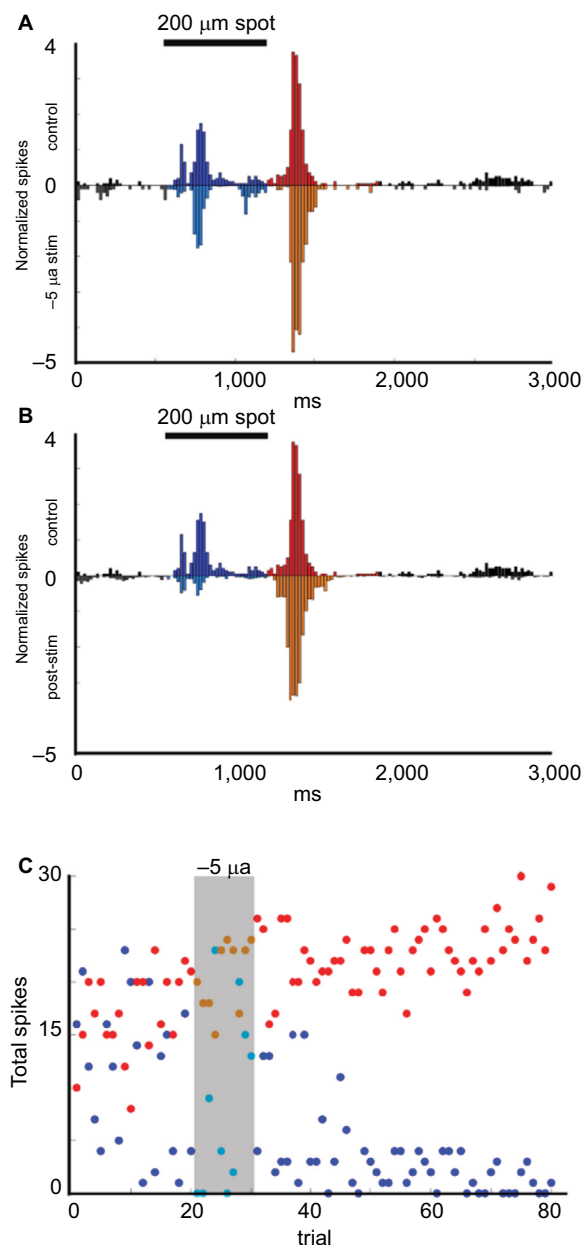 A
200 μm spot
4
Normalized spikes
control
0
–5 μa stim
–5
0
1,000
2,000
3,000
ms
B
200 μm spot
4
Normalized spikes
control
0
post-stim
–5
0
1,000
2,000
3,000
ms
C
–5 μa
30
Total spikes
15
0
0
20
40
60
80
trial